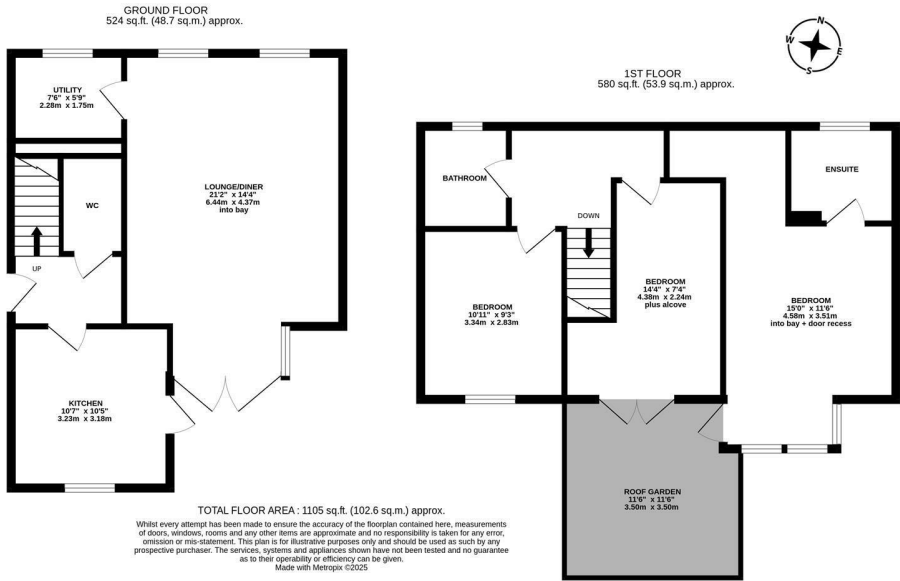 GROUND FLOOR
524 sq.ft. (48.7 sq.m.) approx.
UTILITY
7'6" x 5'9"
2.28m x 1.75m
WC
LOUNGE/DINER
21'2" x 14'4"
6.44m x 4.37m
into bay
UP
KITCHEN
10'7" x 10'5"
3.23m x 3.18m
N
W
E
S
1ST FLOOR
580 sq.ft. (53.9 sq.m.) approx.
BATHROOM
ENSUITE
DOWN
BEDROOM
10'11" x 9'3"
3.34m x 2.83m
BEDROOM
14'4" x 7'4"
4.38m x 2.24m
plus alcove
BEDROOM
15'0" x 11'6"
4.58m x 3.51m
into bay + door recess
ROOF GARDEN
11'6" x 11'6"
3.50m x 3.50m
TOTAL FLOOR AREA : 1105 sq.ft. (102.6 sq.m.) approx.
Whilst every attempt has been made to ensure the accuracy of the floorplan contained here, measurements
of doors, windows, rooms and any other items are approximate and no responsibility is taken for any error,
omission or mis-statement. This plan is for illustrative purposes only and should be used as such by any
prospective purchaser. The services, systems and appliances shown have not been tested and no guarantee
as to their operability or efficiency can be given.
Made with Metropix ©2025